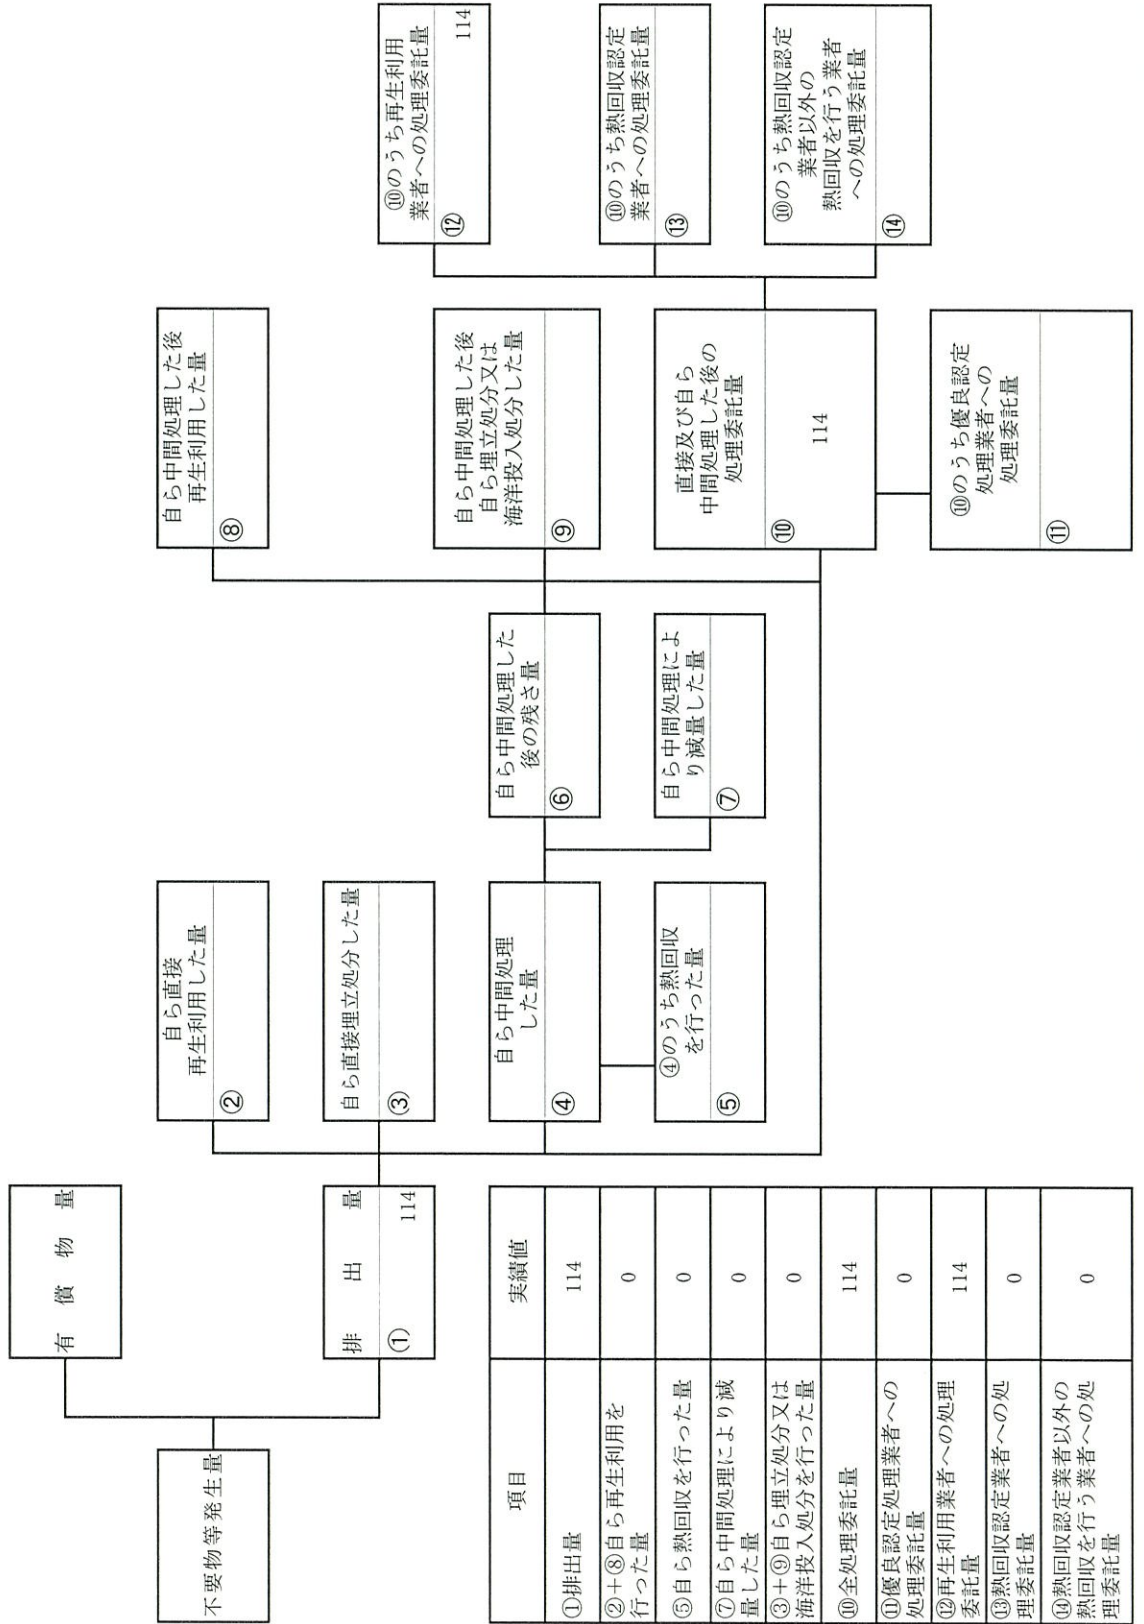 不要物等発生量
有償物量
排出量
①
114
自ら直接
再生利用した量
②
自ら直接埋立処分した量
③
自ら中間処理
した量
④
④のうち熱回収
を行った量
⑤
自ら中間処理した
後の残さ量
⑥
自ら中間処理によ
り減量した量
⑦
自ら中間処理した後
再生利用した量
⑧
自ら中間処理した後
自ら埋立処分又は
海洋投入処分した量
⑨
直接及び自ら
中間処理した後の
処理委託量
⑩
114
⑩のうち優良認定
処理業者への
処理委託量
⑪
⑩のうち再生利用
業者への処理委託量
⑫
114
⑩のうち熱回収認定
業者への処理委託量
⑬
⑩のうち熱回収認定
業者以外の
熱回収を行う業者
への処理委託量
⑭
項目
実績値
①排出量
114
②+⑧自ら再生利用を
行った量
0
⑤自ら熱回収を行った量
0
⑦自ら中間処理により減
量した量
0
③+⑨自ら埋立処分又は
海洋投入処分を行った量
0
⑩全処理委託量
114
⑪優良認定処理業者への
処理委託量
0
⑫再生利用業者への処理
委託量
114
⑬熱回収認定業者への処
理委託量
0
⑭熱回収認定業者以外の
熱回収を行う業者への処
理委託量
0